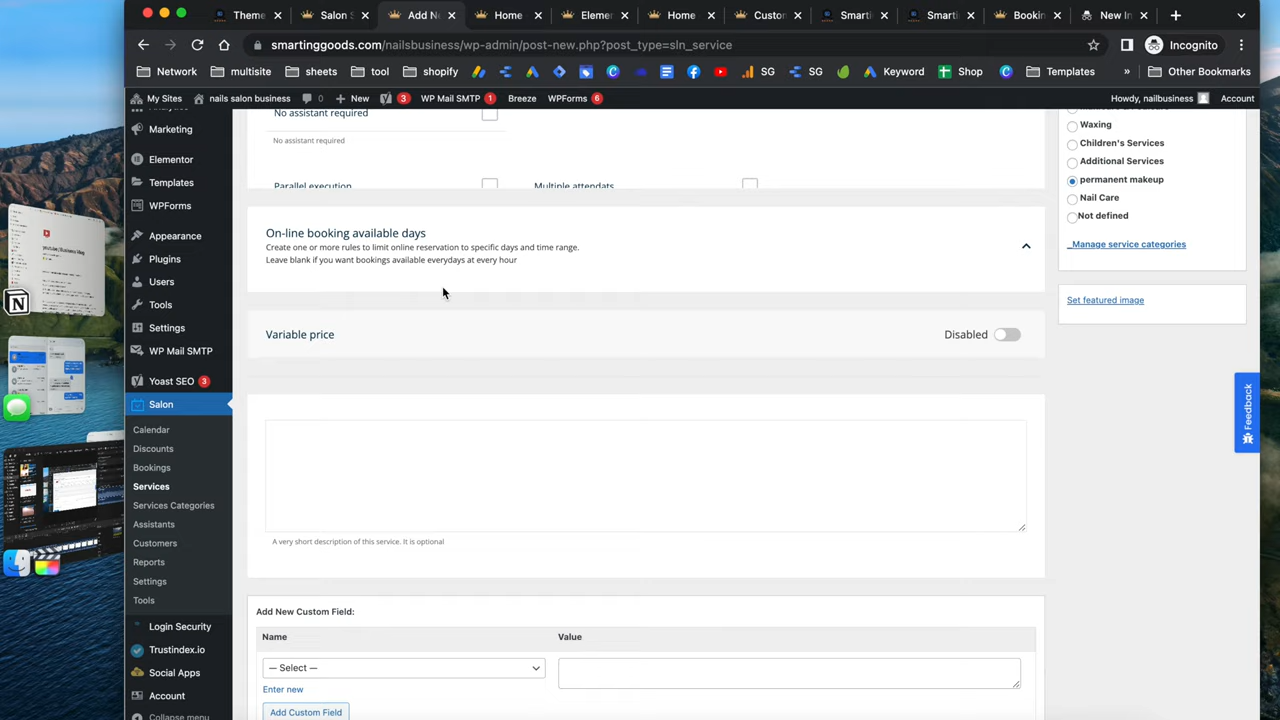 Theme
Salon S
Add N
Home
Elemer
Home
Custon
Smarti
Smarti
Bookin
New In
smartinggoods.com/nailsbusiness/wp-admin/post-new.php?post_type=sln_service
Incognito
Network
multisite
sheets
tool
shopify
SG
SG
Keyword
Shop
Templates
»
Other Bookmarks
My Sites
nails salon business
0
New
3
WP Mail SMTP 1
Breeze
WPForms 6
Howdy, nailbusiness
Account
Marketing
Elementor
Templates
WPForms
Appearance
Plugins
Users
Tools
Settings
WP Mail SMTP
Yoast SEO 3
Salon
Calendar
Discounts
Bookings
Services
Services Categories
Assistants
Customers
Reports
Settings
Tools
Login Security
Trustindex.io
Social Apps
Account
Collapse menu
No assistant required
No assistant required
Parallel execution
Multiple attendats
On-line booking available days
Create one or more rules to limit online reservation to specific days and time range.
Leave blank if you want bookings available everydays at every hour
Variable price
Disabled
A very short description of this service. It is optional
Add New Custom Field:
Name
Value
— Select —
Enter new
Add Custom Field
Waxing
Children's Services
Additional Services
permanent makeup
Nail Care
Not defined
_Manage service categories
Set featured image
Feedback